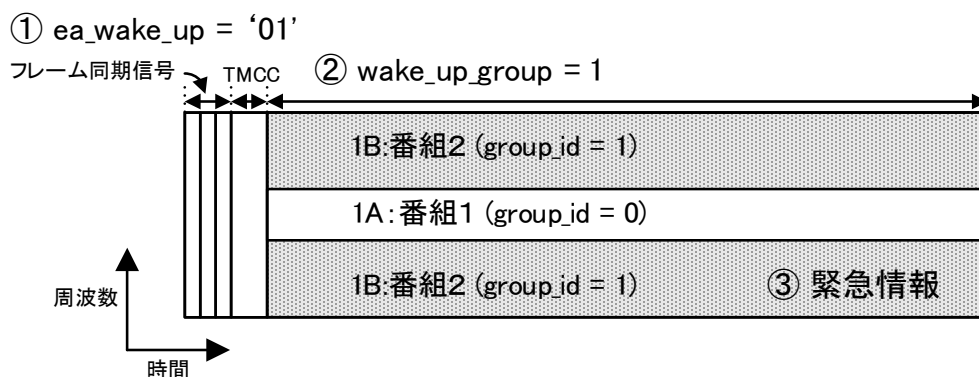 ① ea_wake_up = ‘01’
フレーム同期信号
TMCC
② wake_up_group = 1
1B:番組2 (group_id = 1)
1A:番組1 (group_id = 0)
1B:番組2 (group_id = 1)
③ 緊急情報
周波数
時間